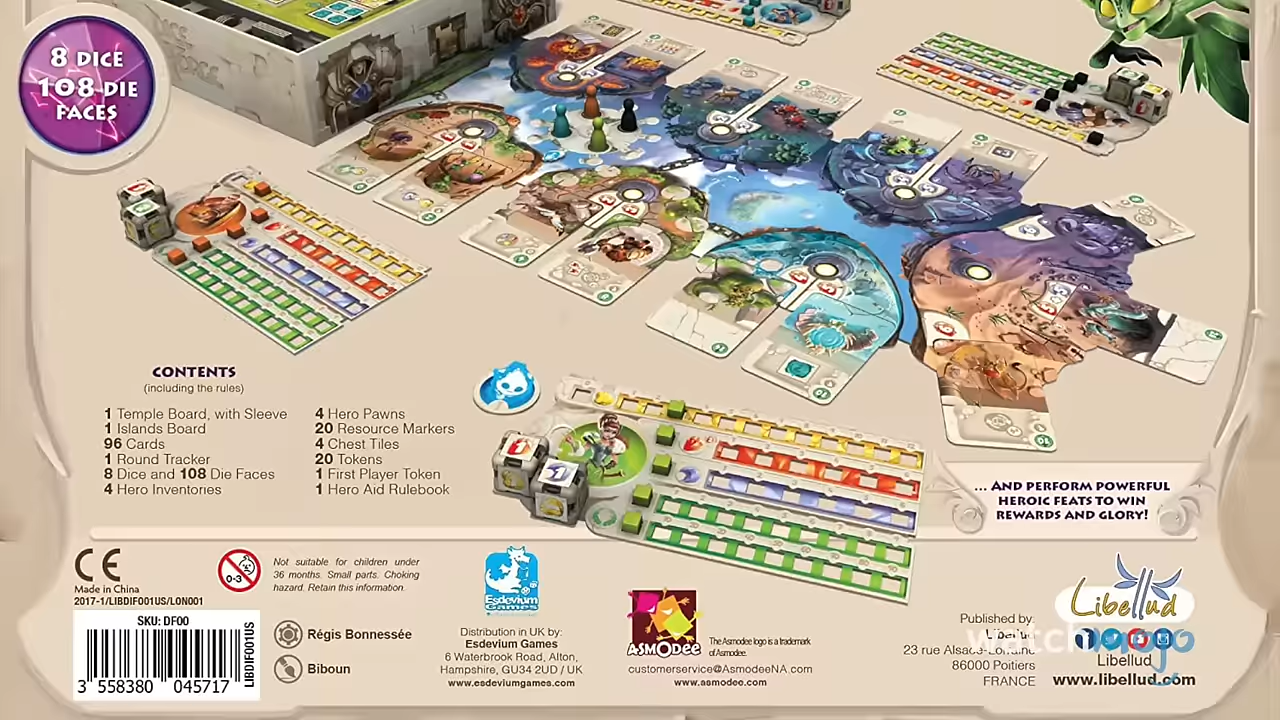 8 DICE
108 DIE
FACES
CONTENTS
(including the rules)
1 Temple Board, with Sleeve
1 Islands Board
96 Cards
1 Round Tracker
8 Dice and 108 Die Faces
4 Hero Inventories
4 Hero Pawns
20 Resource Markers
4 Chest Tiles
20 Tokens
1 First Player Token
1 Hero Aid Rulebook
... AND PERFORM POWERFUL
HEROIC FEATS TO WIN
REWARDS AND GLORY!
CE
Made in China
2017-1/LIBDIF001US/LON001
0-3
Not suitable for children under
36 months. Small parts. Choking
hazard. Retain this information.
SKU: DF00
3 558380 045717
LIBDIF001US
Régis Bonnessée
Biboun
Esdevium
Games
Distribution in UK by:
Esdevium Games
6 Waterbrook Road, Alton,
Hampshire, GU34 2UD / UK
www.esdeviumgames.com
ASMODEE
The Asmodee logo is a trademark
of Asmodee.
customerservice@AsmodeeNA.com
www.asmodee.com
Published by:
Libellud
23 rue Alsace-Lorraine
86000 Poitiers
FRANCE
Libellud
watchmojo
Libellud
www.libellud.com